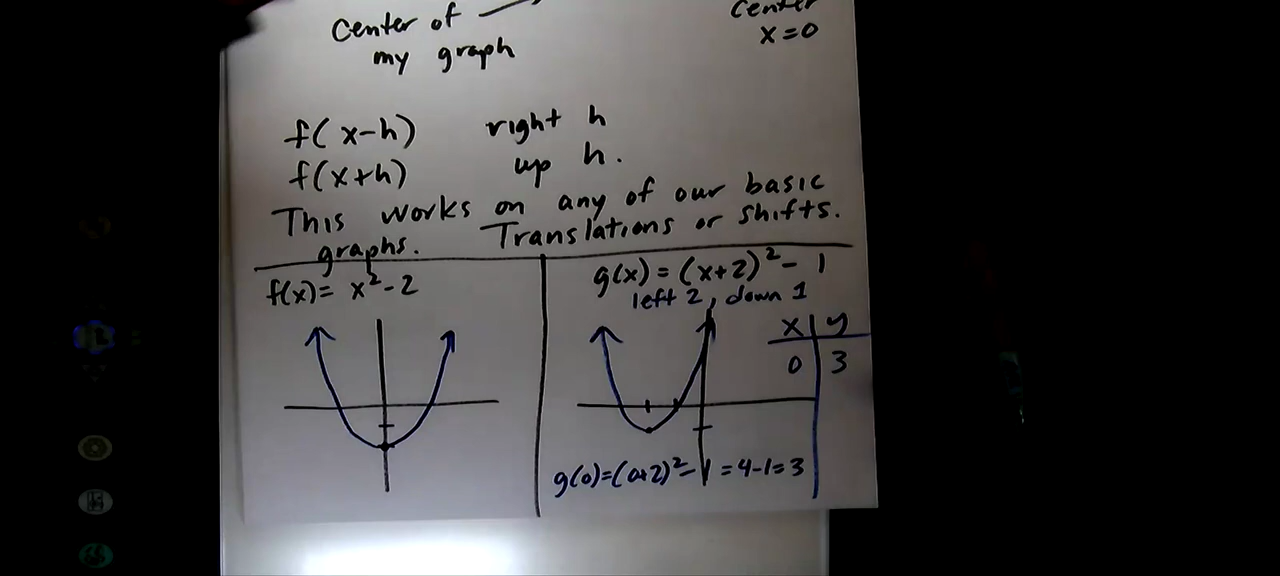 Center of
my graph
Center
x=0
f(x-h) right h
f(x+h) up h.
This works on any of our basic
graphs. Translations or shifts.
f(x)= x²-2
g(x)=(x+2)²-1
left 2, down 1
x y
0 3
g(0)=(0+2)²-1=4-1=3